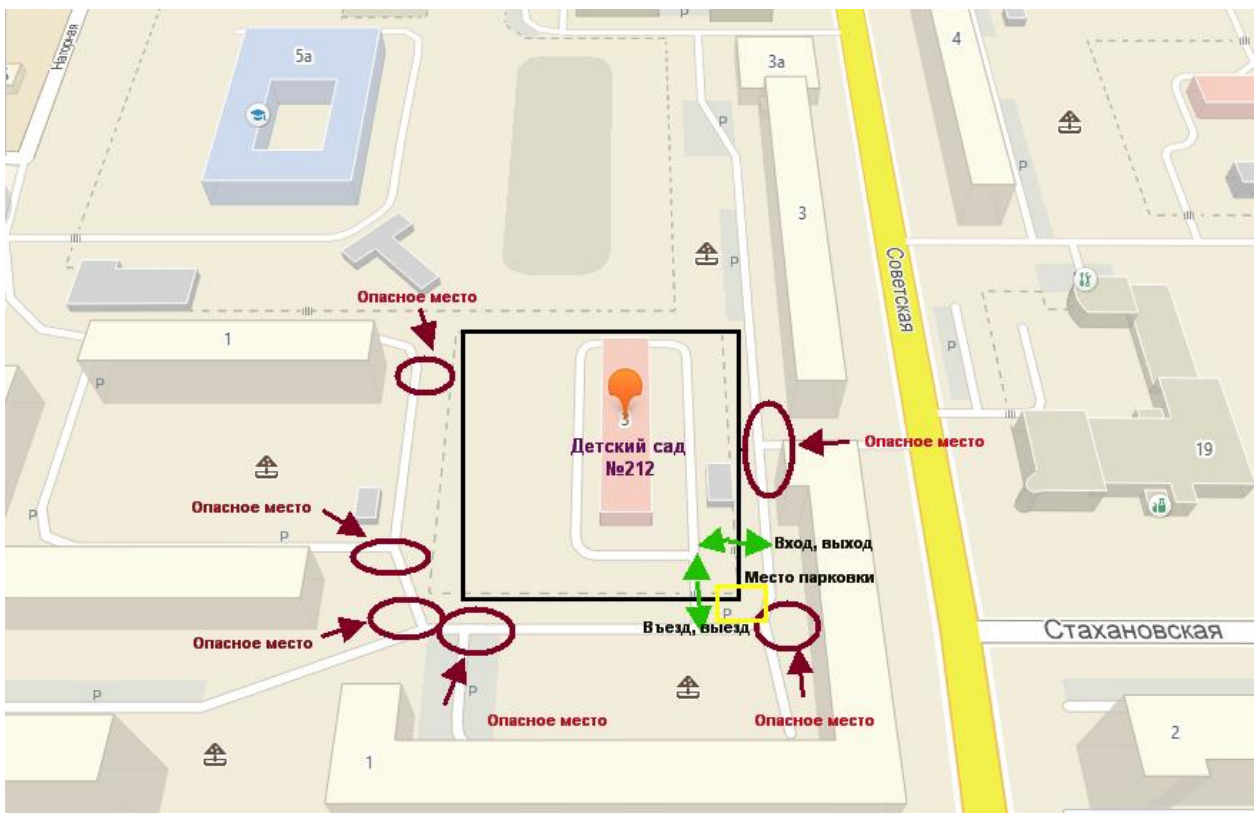 P
4
Нагорная
5а
3а
P
P
P
3
P
Советская
Опасное место
1
P
P
5
Детский сад
№212
Опасное место
19
Опасное место
P
P
Вход, выход
Место парковки
P
Въезд, выезд
Стахановская
Опасное место
P
P
P
Опасное место
Опасное место
2
1